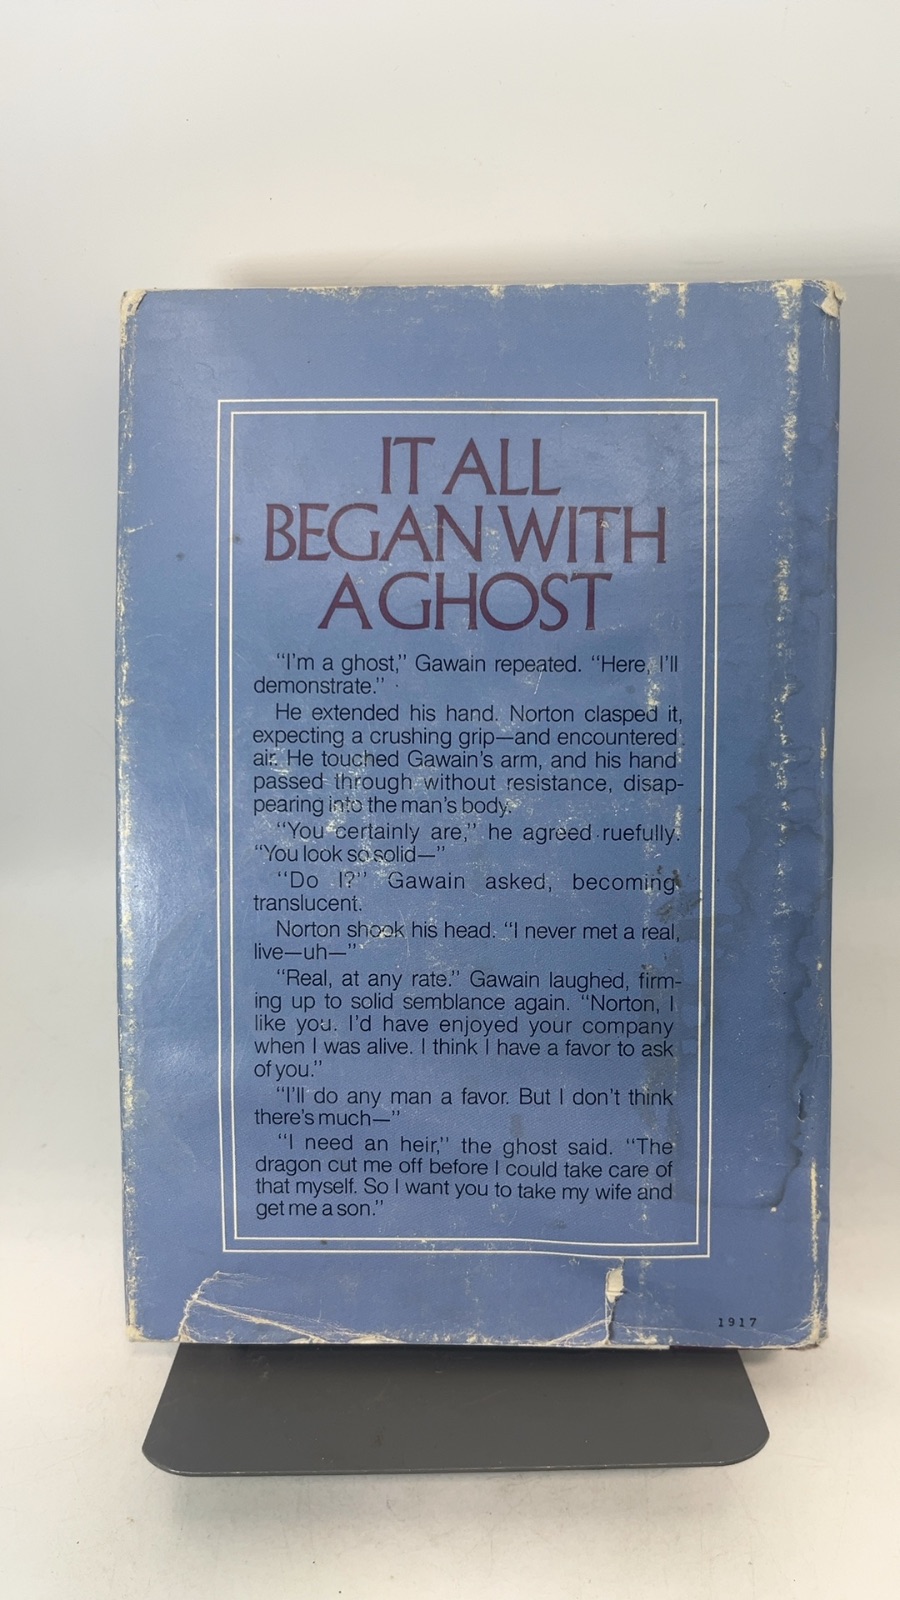 IT ALL
BEGAN WITH
A GHOST
“I’m a ghost,” Gawain repeated. “Here, I’ll
demonstrate.”
He extended his hand. Norton clasped it,
expecting a crushing grip—and encountered
air. He touched Gawain’s arm, and his hand
passed through without resistance, disap-
pearing into the man’s body.
“You certainly are,” he agreed ruefully.
“You look so solid—”
“Do I?” Gawain asked, becoming
translucent.
Norton shook his head. “I never met a real,
live—uh—”
“Real, at any rate.” Gawain laughed, firm-
ing up to solid semblance again. “Norton, I
like you. I’d have enjoyed your company
when I was alive. I think I have a favor to ask
of you.”
“I’ll do any man a favor. But I don’t think
there’s much—”
“I need an heir,” the ghost said. “The
dragon cut me off before I could take care of
that myself. So I want you to take my wife and
get me a son.”
1917